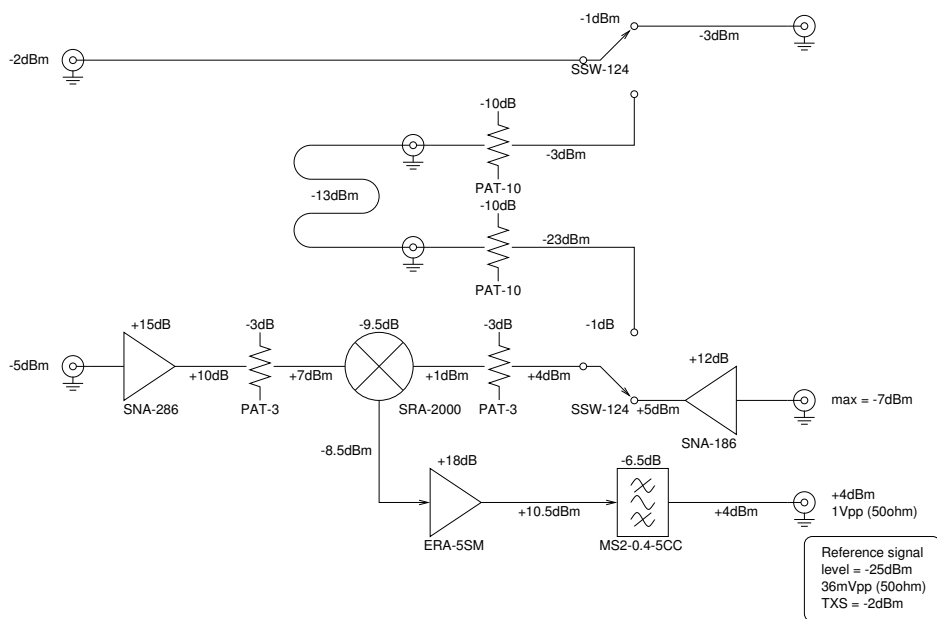 -1dBm
-2dBm
-3dBm
SSW-124
-10dB
-3dBm
PAT-10
-13dBm
-10dB
-23dBm
PAT-10
-1dB
+15dB
-3dB
-9.5dB
-3dB
+12dB
-5dBm
+10dB
+7dBm
+1dBm
+4dBm
SNA-286
PAT-3
SRA-2000
PAT-3
SSW-124
+5dBm
max = -7dBm
SNA-186
-8.5dBm
+18dB
-6.5dB
+10.5dBm
+4dBm
+4dBm
1Vpp (50ohm)
ERA-5SM
MS2-0.4-5CC
Reference signal
level = -25dBm
36mVpp (50ohm)
TXS = -2dBm